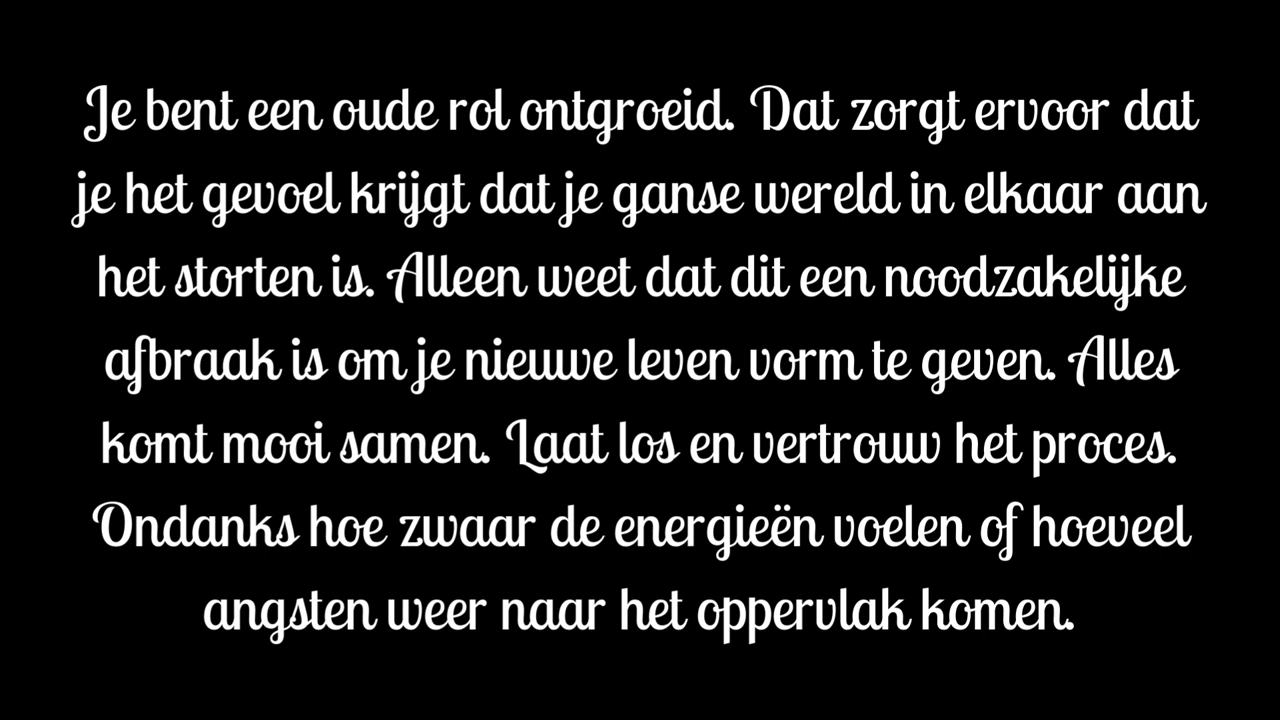 Je bent een oude rol ontgroeid. Dat zorgt ervoor dat
je het gevoel krijgt dat je ganse wereld in elkaar aan
het storten is. Alleen weet dat dit een noodzakelijke
afbraak is om je nieuwe leven vorm te geven. Alles
komt mooi samen. Laat los en vertrouw het proces.
Ondanks hoe zwaar de energieën voelen of hoeveel
angsten weer naar het oppervlak komen.